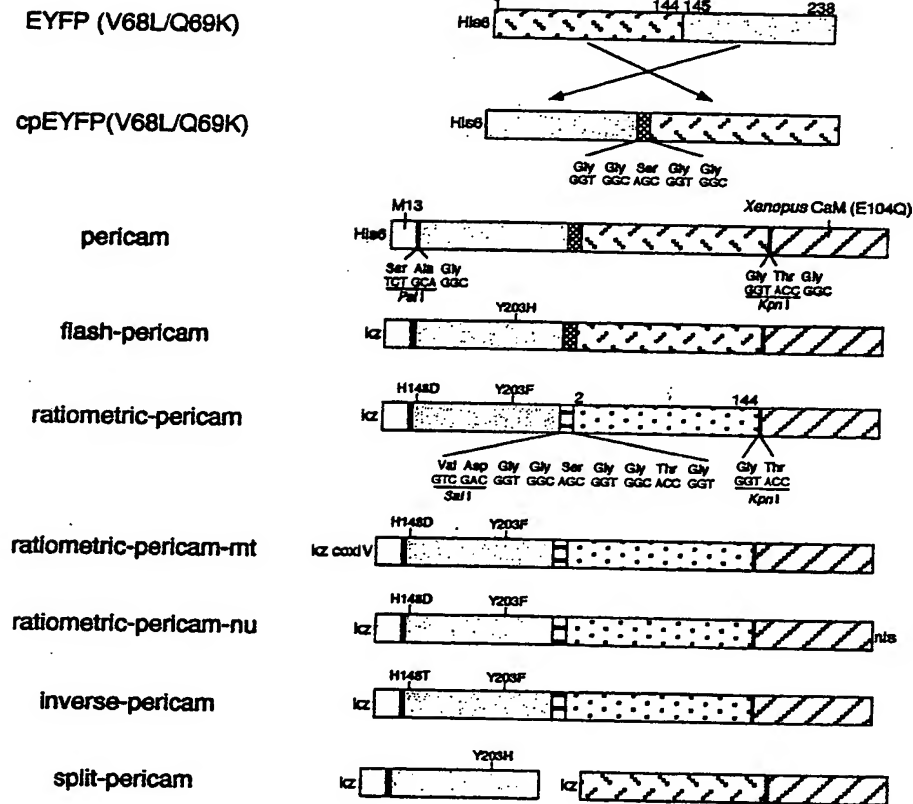 1 144 145 238
EYFP (V68L/Q69K) His6
cpEYFP(V68L/Q69K) His6
Gly Gly Ser Gly Gly
GGT GGC AGC GGT GGC
M13 Xenopus CaM (E104Q)
pericam His6
Ser Ala Gly Gly Thr Gly
TCT GCA GGC GGT ACC GGC
PstI KpnI
Y203H
flash-pericam kz
H148D Y203F 2 144
ratiometric-pericam kz
Val Asp Gly Gly Ser Gly Gly Thr Gly Gly Thr
GTC GAC GGT GGC AGC GGT GGC ACC GGT GGT ACC
SalI KpnI
H148D Y203F
ratiometric-pericam-mt kz coxIV
H148D Y203F
ratiometric-pericam-nu kz nls
H148T Y203F
inverse-pericam kz
Y203H
split-pericam kz kz